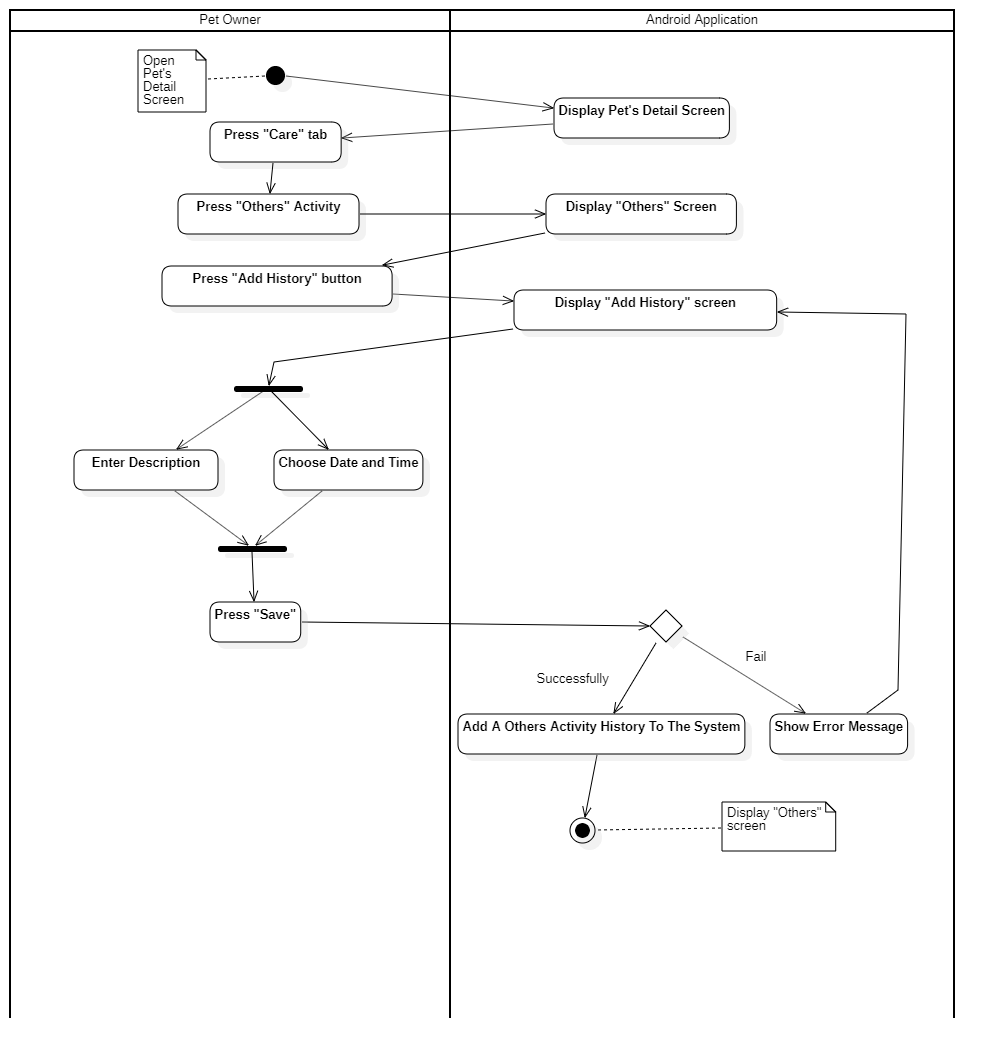 Pet Owner
Android Application
Open
Pet's
Detail
Screen
Display Pet's Detail Screen
Press "Care" tab
Press "Others" Activity
Display "Others" Screen
Press "Add History" button
Display "Add History" screen
Enter Description
Choose Date and Time
Press "Save"
Fail
Successfully
Add A Others Activity History To The System
Show Error Message
Display "Others"
screen